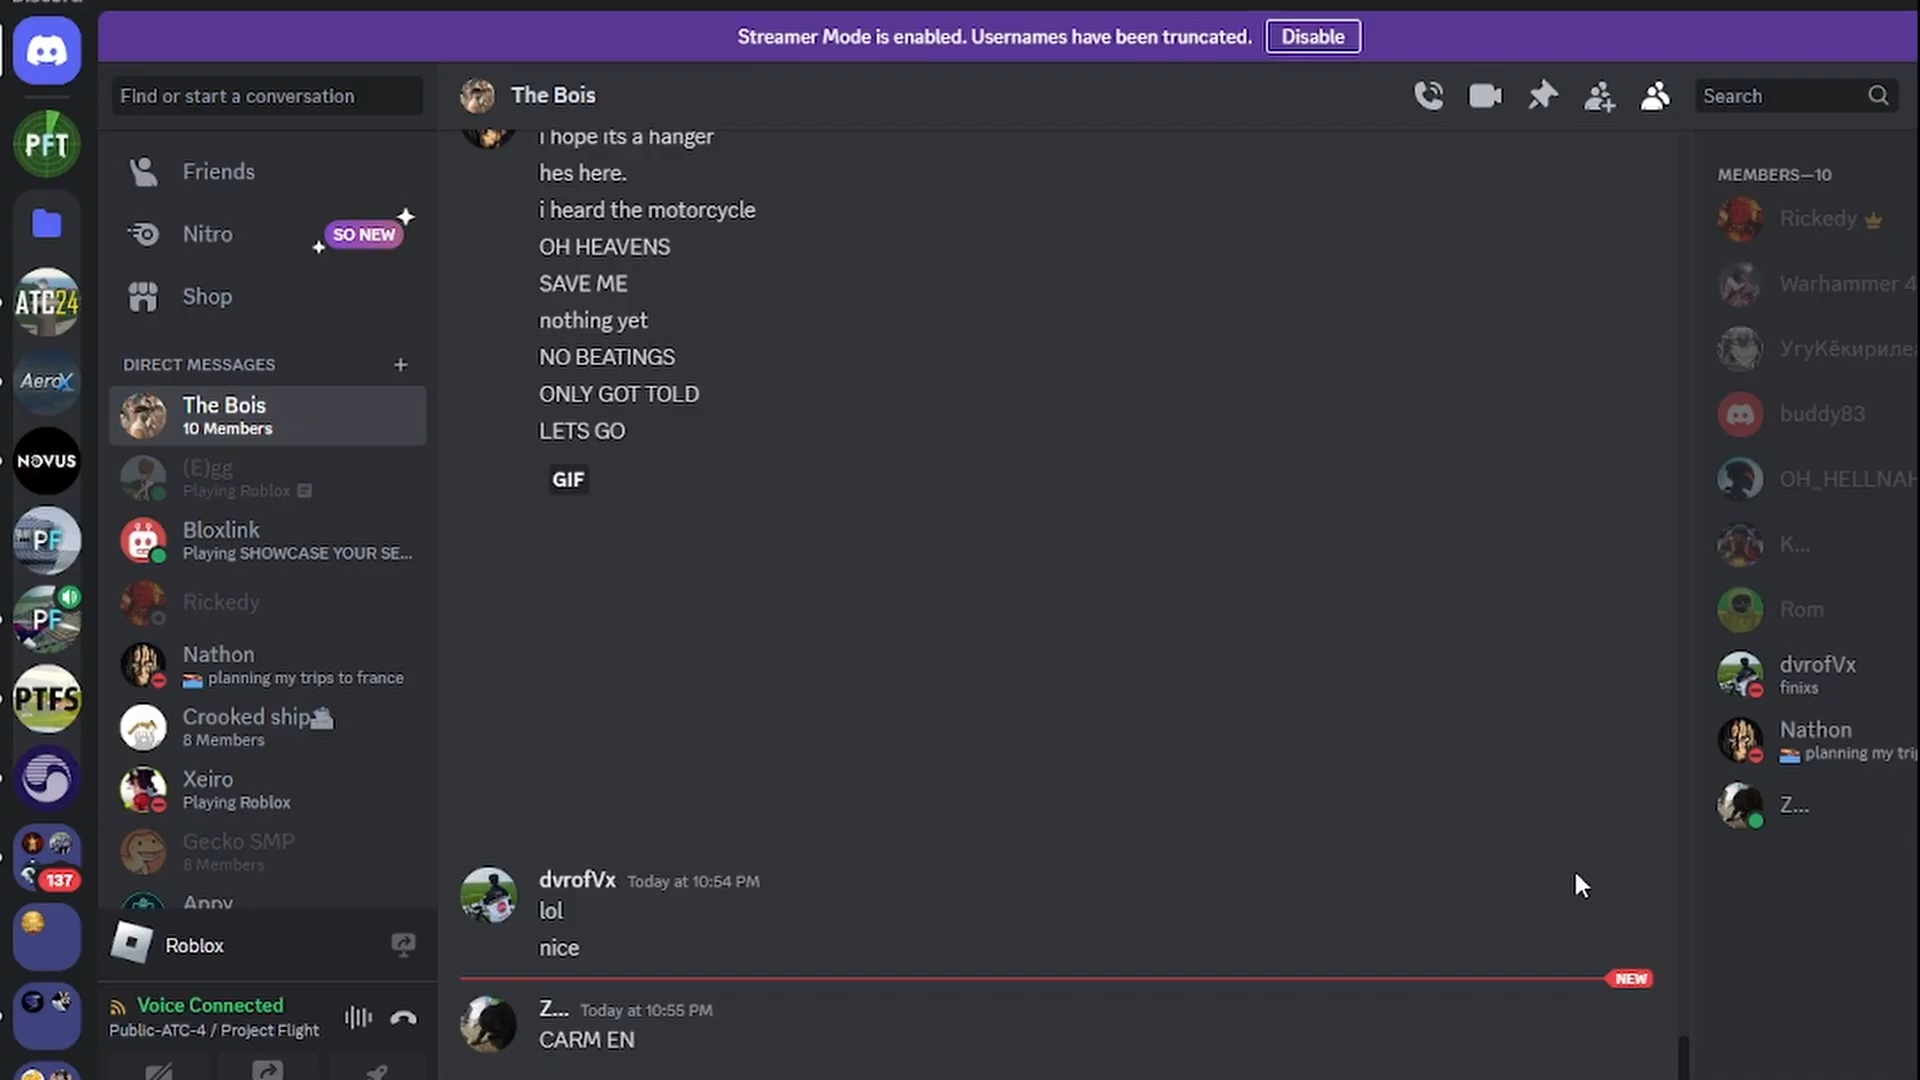 Streamer Mode is enabled. Usernames have been truncated. Disable
Find or start a conversation
The Bois
Search
PFT
ATC24
AeroX
NOVUS
PF
PF
PTFS
137
Friends
Nitro
SO NEW
Shop
DIRECT MESSAGES +
The Bois
10 Members
(E)gg
Playing Roblox
Bloxlink
Playing SHOWCASE YOUR SE...
Rickedy
Nathon
planning my trips to france
Crooked ship
8 Members
Xeiro
Playing Roblox
Gecko SMP
8 Members
Appy
Roblox
Voice Connected
Public-ATC-4 / Project Flight
i hope its a hanger
hes here.
i heard the motorcycle
OH HEAVENS
SAVE ME
nothing yet
NO BEATINGS
ONLY GOT TOLD
LETS GO
GIF
dvrofVx Today at 10:54 PM
lol
nice
NEW
Z... Today at 10:55 PM
CARM EN
MEMBERS—10
Rickedy
Warhammer 4
УгуКёкириле
buddy83
OH_HELLNAH
K...
Rom
dvrofVx
finixs
Nathon
planning my trip
Z...